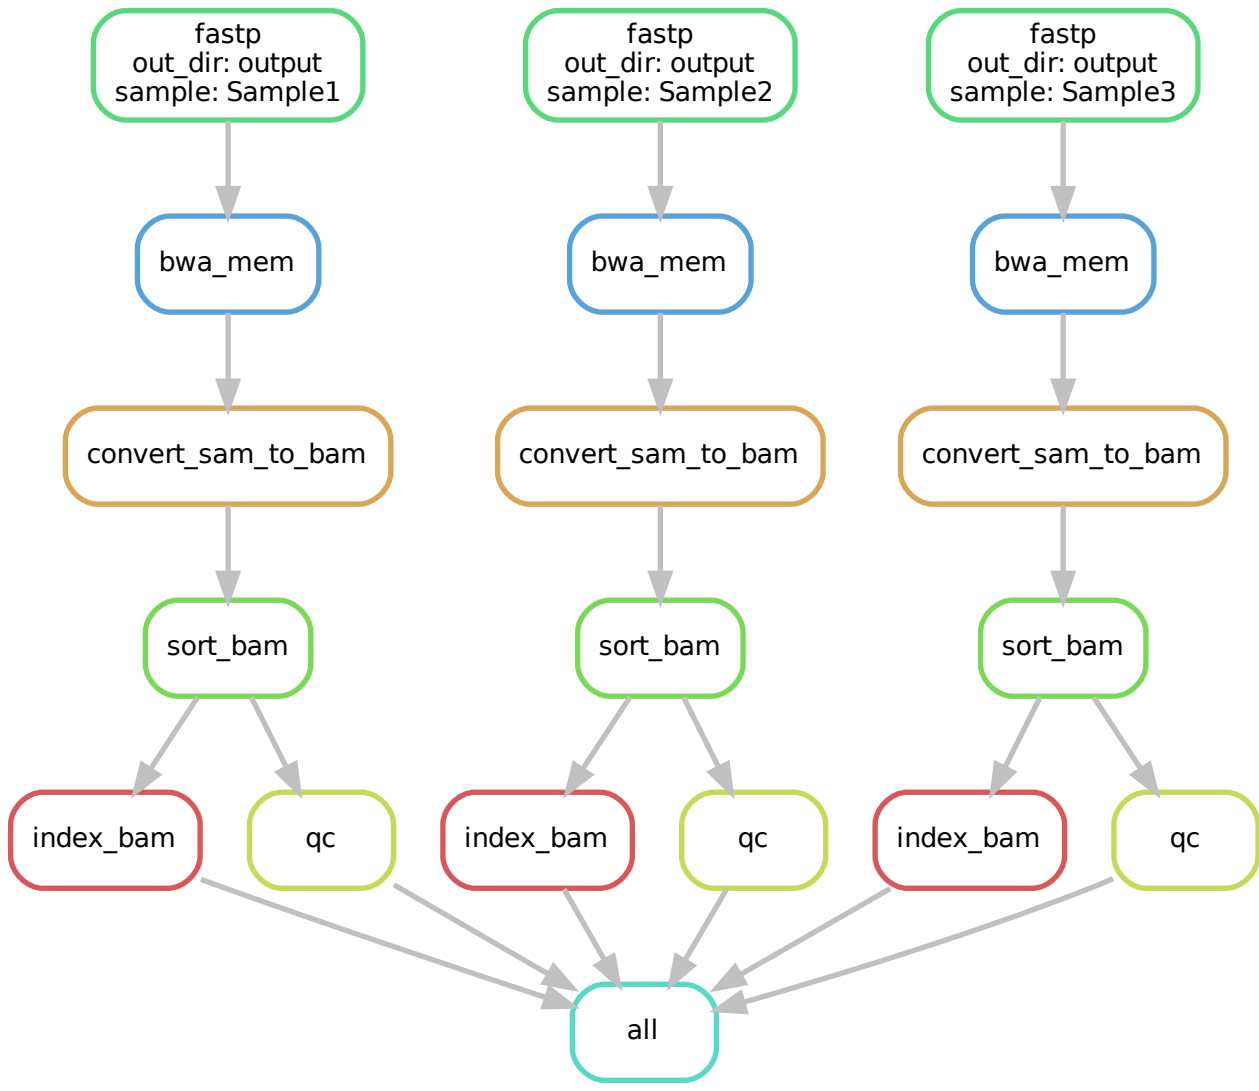 fastp
out_dir: output
sample: Sample1
fastp
out_dir: output
sample: Sample2
fastp
out_dir: output
sample: Sample3
bwa_mem
bwa_mem
bwa_mem
convert_sam_to_bam
convert_sam_to_bam
convert_sam_to_bam
sort_bam
sort_bam
sort_bam
index_bam
qc
index_bam
qc
index_bam
qc
all